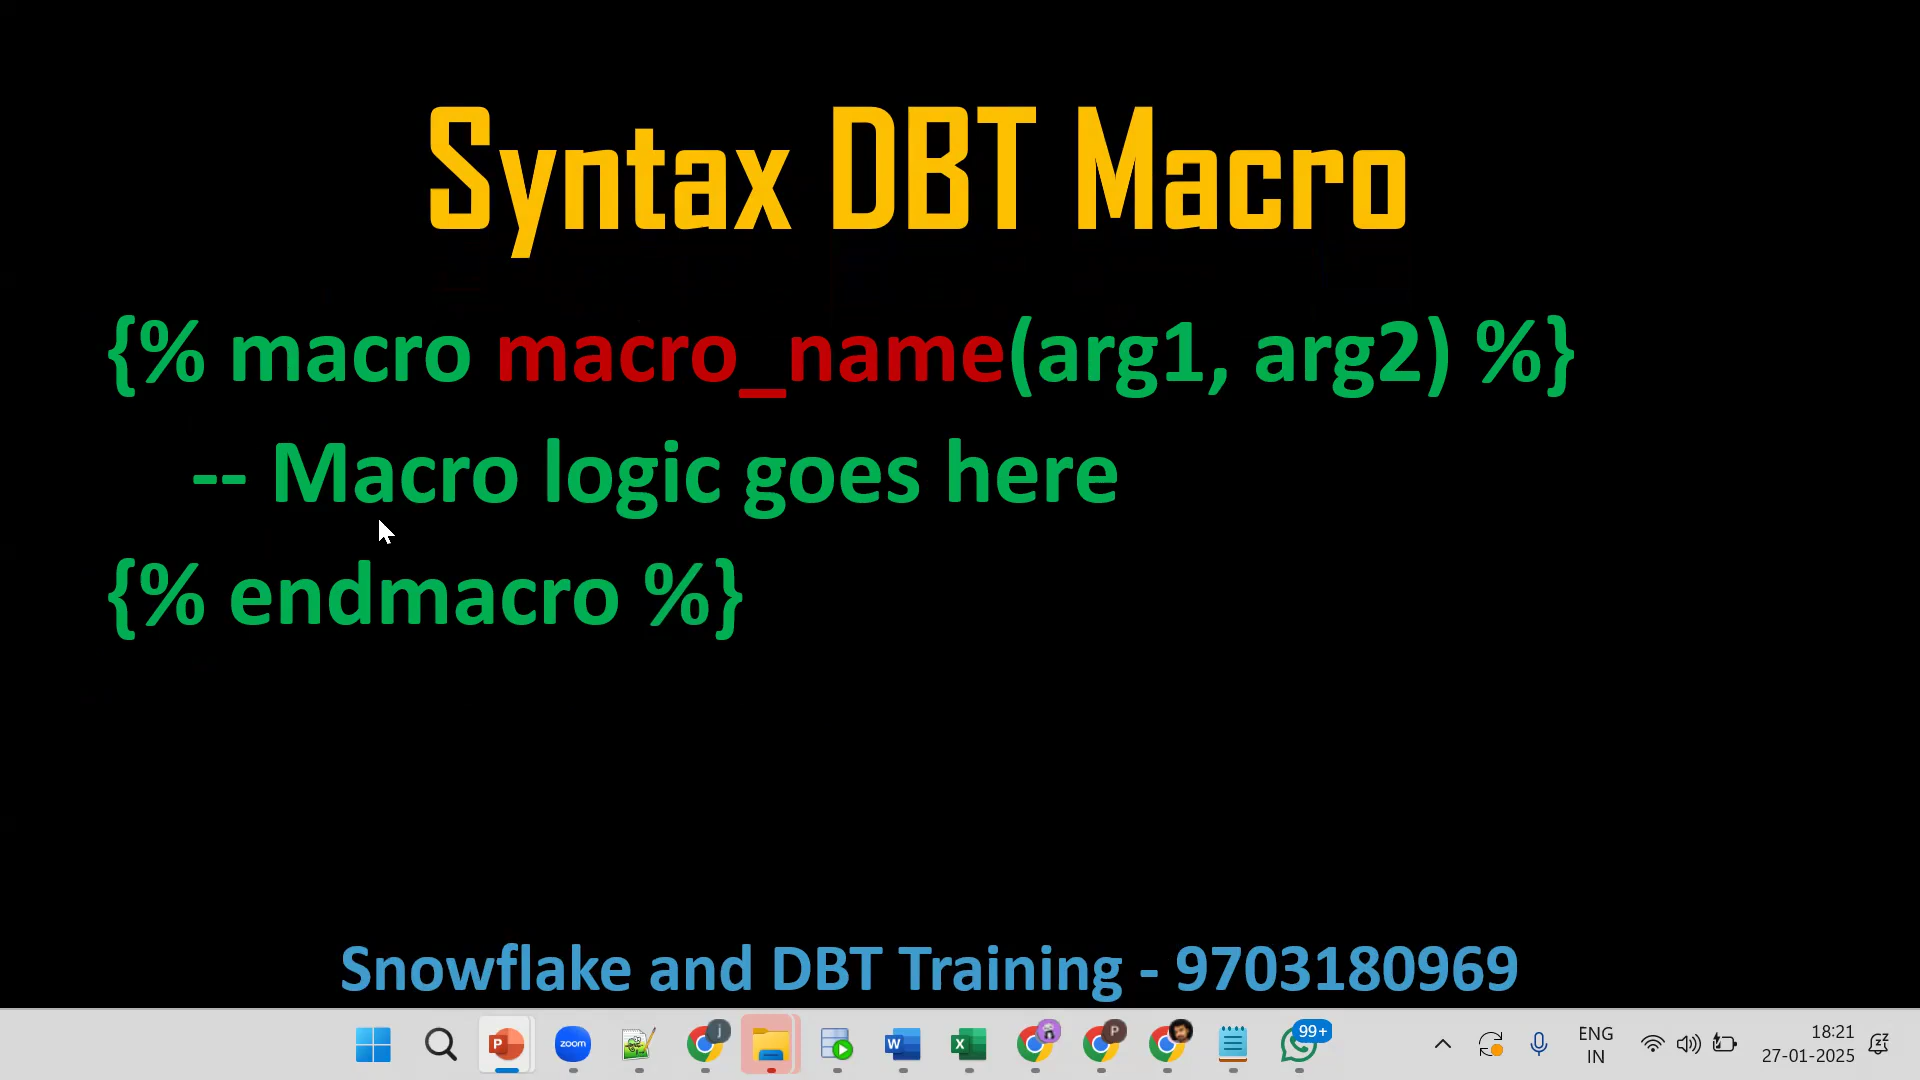 Syntax DBT Macro
{% macro macro_name(arg1, arg2) %}
-- Macro logic goes here
{% endmacro %}
Snowflake and DBT Training - 9703180969
P
zoom
j
W
X
P
99+
ENG
IN
18:21
27-01-2025